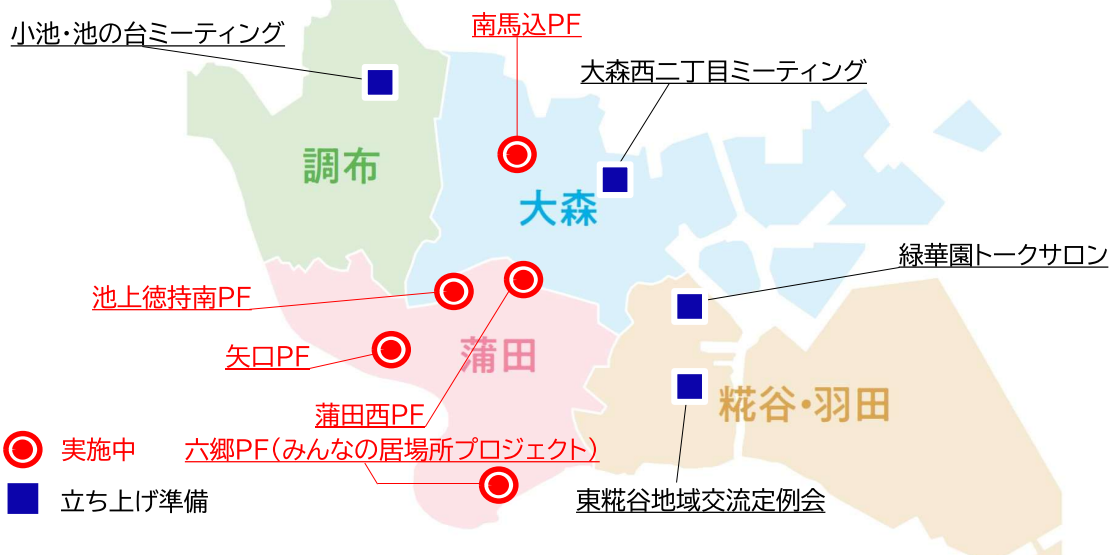 南馬込PF
小池・池の台ミーティング
大森西二丁目ミーティング
調布
大森
緑華園トークサロン
池上徳持南PF
矢口PF
蒲田
糀谷・羽田
蒲田西PF
実施中
六郷PF(みんなの居場所プロジェクト)
立ち上げ準備
東糀谷地域交流定例会